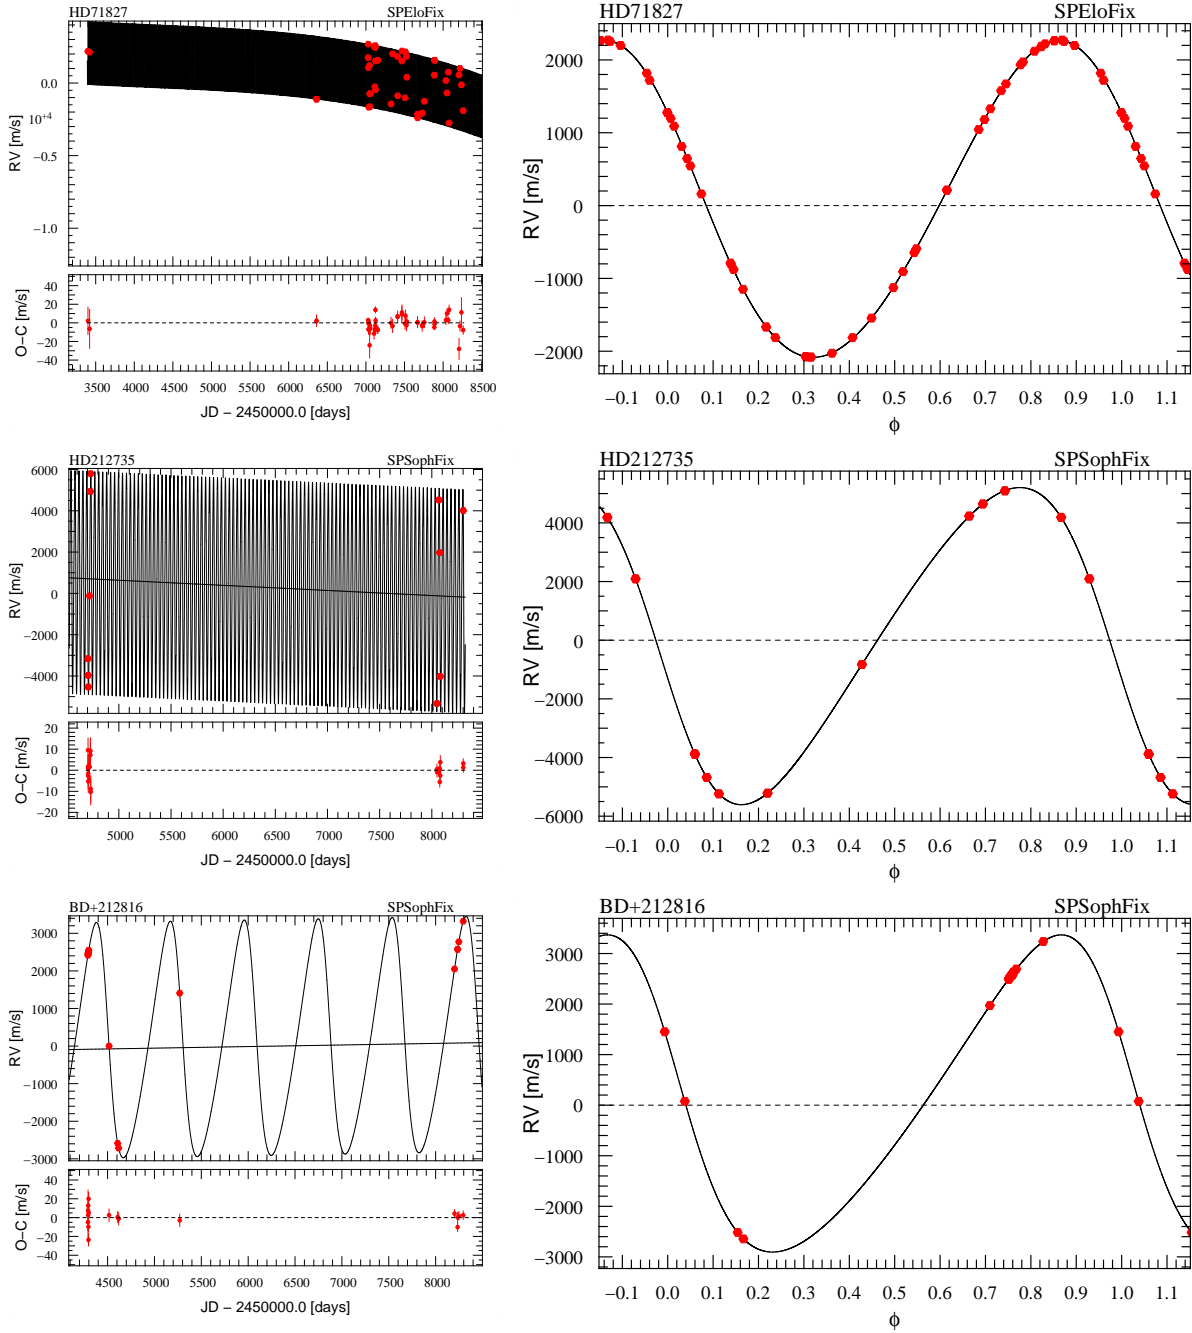 HD71827 SPEloFix
0.0
10+4
−0.5
−1.0
RV [m/s]
40
20
0
−20
−40
O−C [m/s]
3500 4000 4500 5000 5500 6000 6500 7000 7500 8000 8500
JD − 2450000.0 [days]
HD71827 SPEloFix
2000
1000
0
−1000
−2000
RV [m/s]
−0.1 0.0 0.1 0.2 0.3 0.4 0.5 0.6 0.7 0.8 0.9 1.0 1.1
ϕ
HD212735 SPSophFix
6000
4000
2000
0
−2000
−4000
RV [m/s]
20
10
0
−10
−20
O−C [m/s]
5000 5500 6000 6500 7000 7500 8000
JD − 2450000.0 [days]
HD212735 SPSophFix
4000
2000
0
−2000
−4000
−6000
RV [m/s]
−0.1 0.0 0.1 0.2 0.3 0.4 0.5 0.6 0.7 0.8 0.9 1.0 1.1
ϕ
BD+212816 SPSophFix
3000
2000
1000
0
−1000
−2000
−3000
RV [m/s]
40
20
0
−20
−40
O−C [m/s]
4500 5000 5500 6000 6500 7000 7500 8000
JD − 2450000.0 [days]
BD+212816 SPSophFix
3000
2000
1000
0
−1000
−2000
−3000
RV [m/s]
−0.1 0.0 0.1 0.2 0.3 0.4 0.5 0.6 0.7 0.8 0.9 1.0 1.1
ϕ